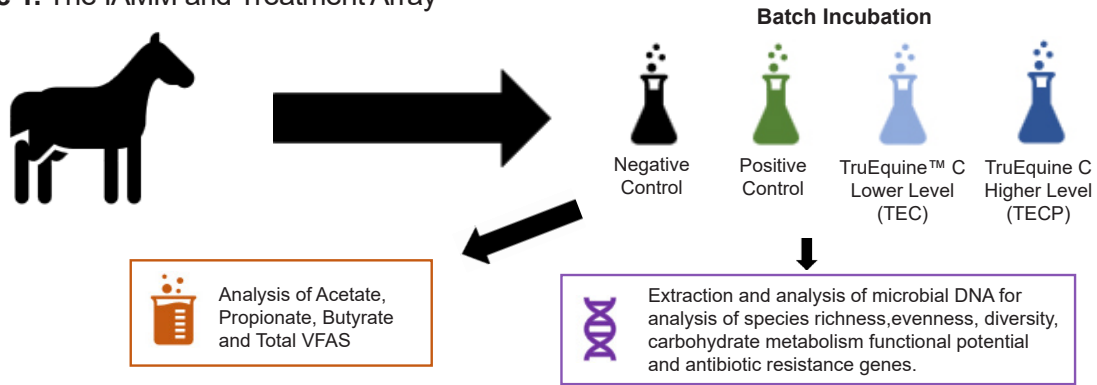 1. The IAMM and Treatment Array
Batch Incubation
Negative
Control
Positive
Control
TruEquine™ C
Lower Level
(TEC)
TruEquine C
Higher Level
(TECP)
Analysis of Acetate,
Propionate, Butyrate
and Total VFAS
Extraction and analysis of microbial DNA for
analysis of species richness,evenness, diversity,
carbohydrate metabolism functional potential
and antibiotic resistance genes.